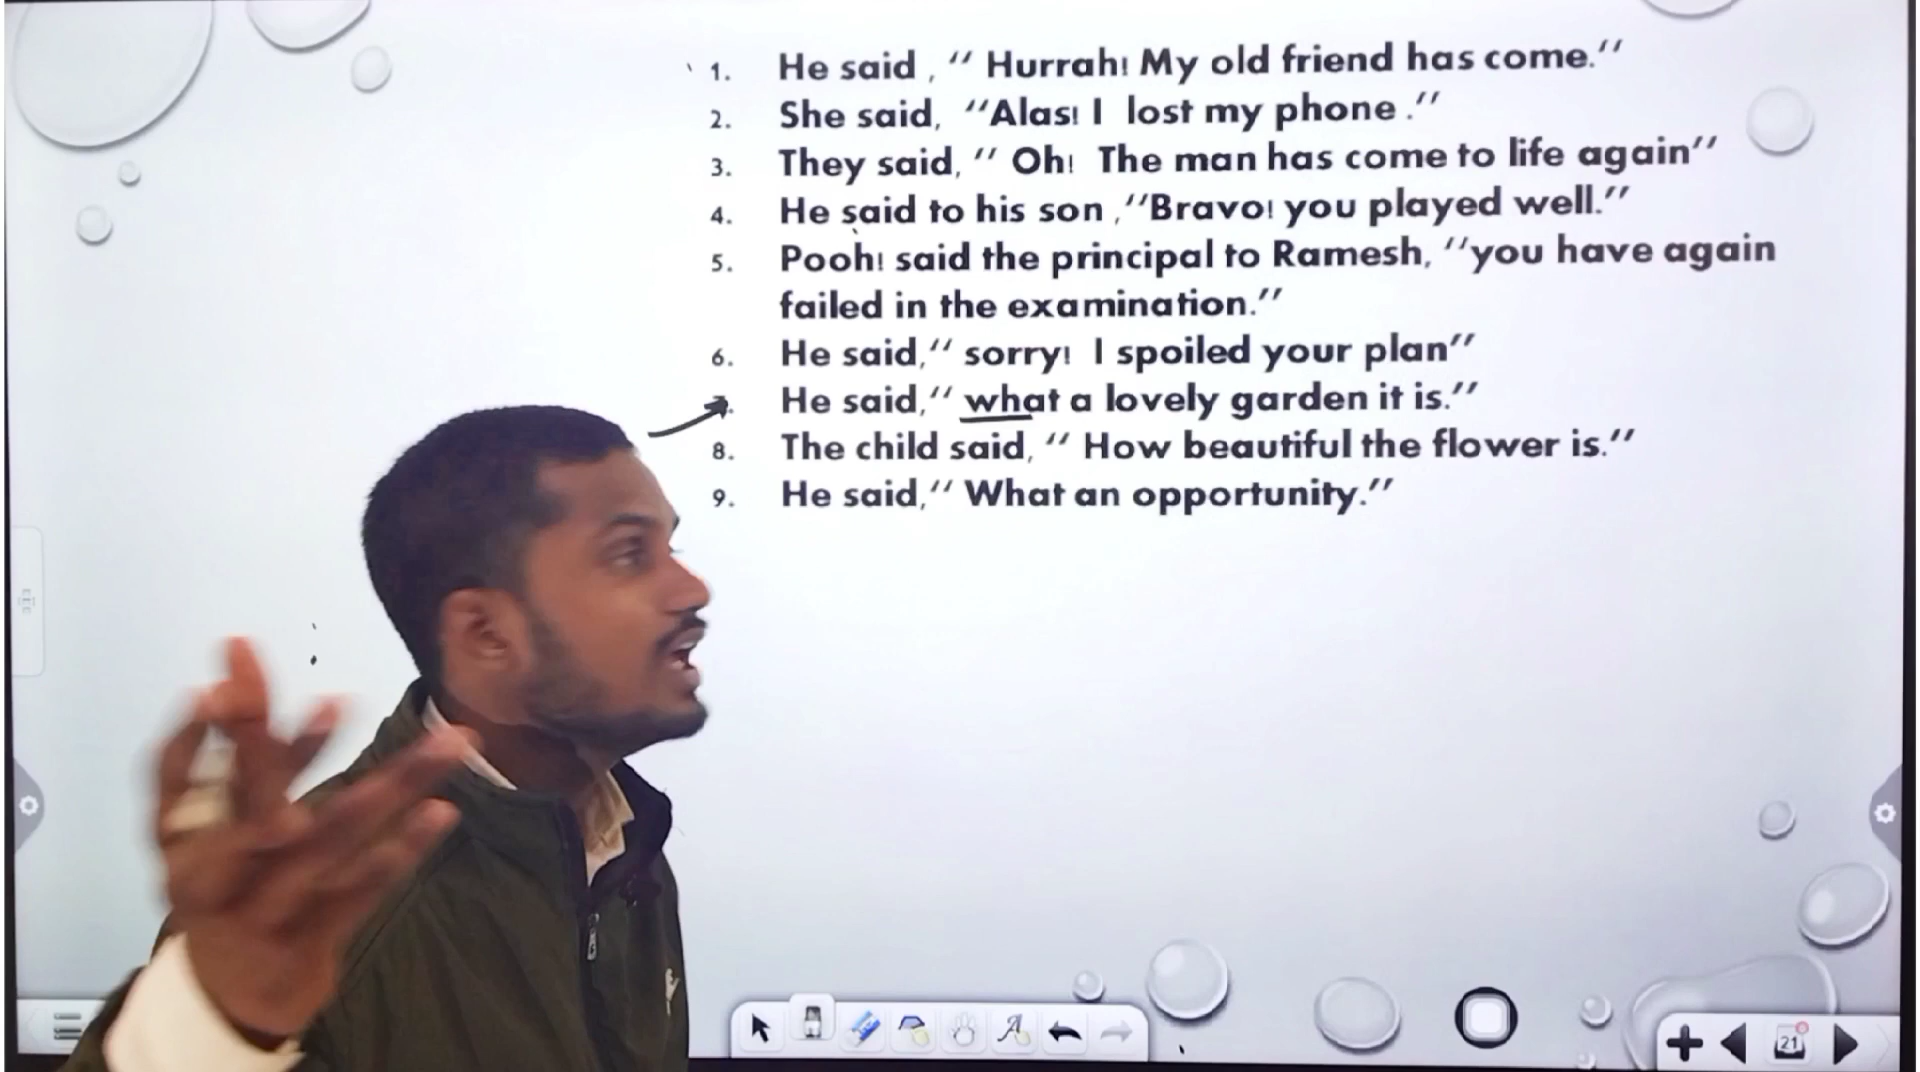 1. He said , “ Hurrah! My old friend has come.”
2. She said, “Alas! I lost my phone .”
3. They said, “ Oh! The man has come to life again”
4. He said to his son ,“Bravo! you played well.”
5. Pooh! said the principal to Ramesh, “you have again
failed in the examination.”
6. He said,“ sorry! I spoiled your plan”
He said,“ what a lovely garden it is.”
8. The child said, “ How beautiful the flower is.”
9. He said,“ What an opportunity.”
21